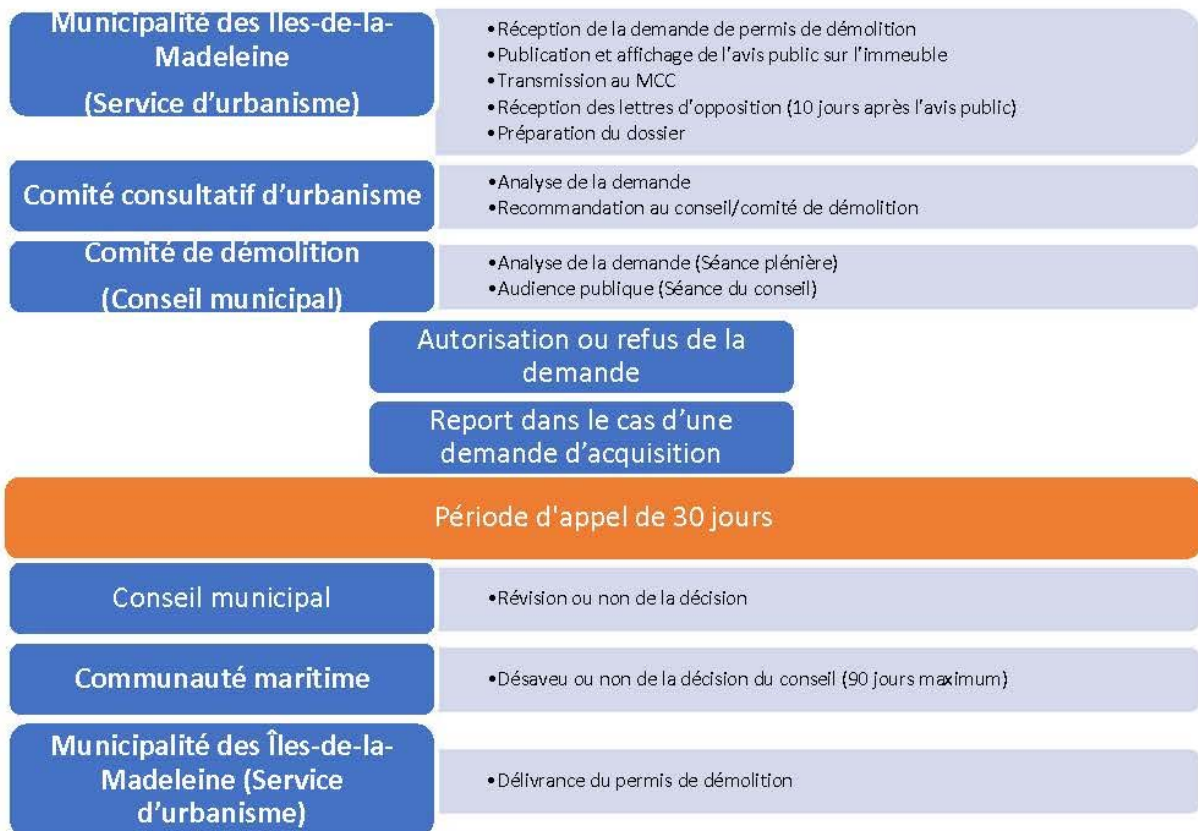 Municipalité des Îles-de-la-
Madeleine
(Service d'urbanisme)
•Réception de la demande de permis de démolition
•Publication et affichage de l'avis public sur l'immeuble
•Transmission au MCC
•Réception des lettres d'opposition (10 jours après l'avis public)
•Préparation du dossier
Comité consultatif d'urbanisme
•Analyse de la demande
•Recommandation au conseil/comité de démolition
Comité de démolition
(Conseil municipal)
•Analyse de la demande (Séance plénière)
•Audience publique (Séance du conseil)
Autorisation ou refus de la
demande
Report dans le cas d'une
demande d'acquisition
Période d'appel de 30 jours
Conseil municipal
•Révision ou non de la décision
Communauté maritime
•Désaveu ou non de la décision du conseil (90 jours maximum)
Municipalité des Îles-de-la-
Madeleine (Service
d'urbanisme)
•Délivrance du permis de démolition